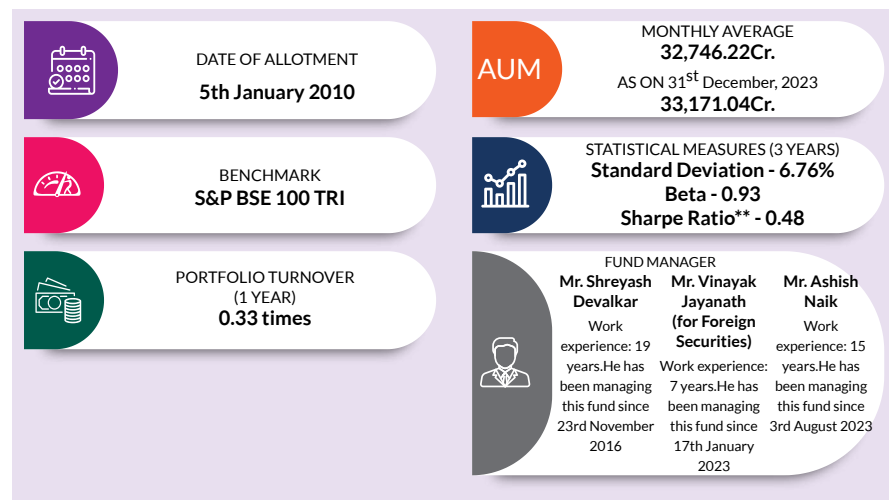 DATE OF ALLOTMENT
5th January 2010
BENCHMARK
S&P BSE 100 TRI
PORTFOLIO TURNOVER
(1 YEAR)
0.33 times
AUM
MONTHLY AVERAGE
32,746.22Cr.
AS ON 31st December, 2023
33,171.04Cr.
STATISTICAL MEASURES (3 YEARS)
Standard Deviation - 6.76%
Beta - 0.93
Sharpe Ratio** - 0.48
FUND MANAGER
Mr. Shreyash
Devalkar
Work
experience: 19
years.He has
been managing
this fund since
23rd November
2016
Mr. Vinayak
Jayanath
(for Foreign
Securities)
Work experience:
7 years.He has
been managing
this fund since
17th January
2023
Mr. Ashish
Naik
Work
experience: 15
years.He has
been managing
this fund since
3rd August 2023